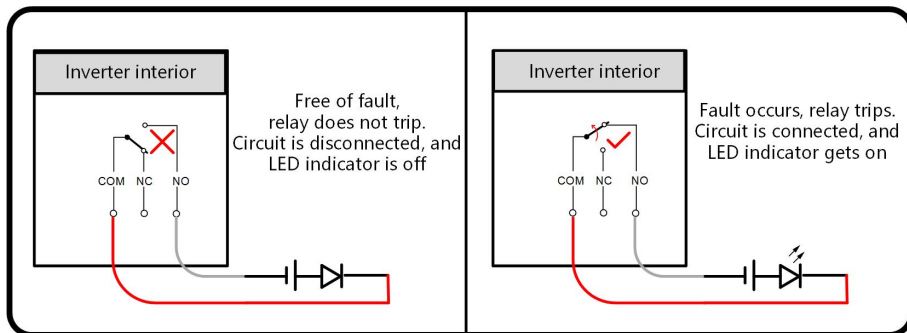 Inverter interior
Free of fault,
relay does not trip.
Circuit is disconnected, and
LED indicator is off
COM NC NO
Inverter interior
Fault occurs, relay trips.
Circuit is connected, and
LED indicator gets on
COM NC NO